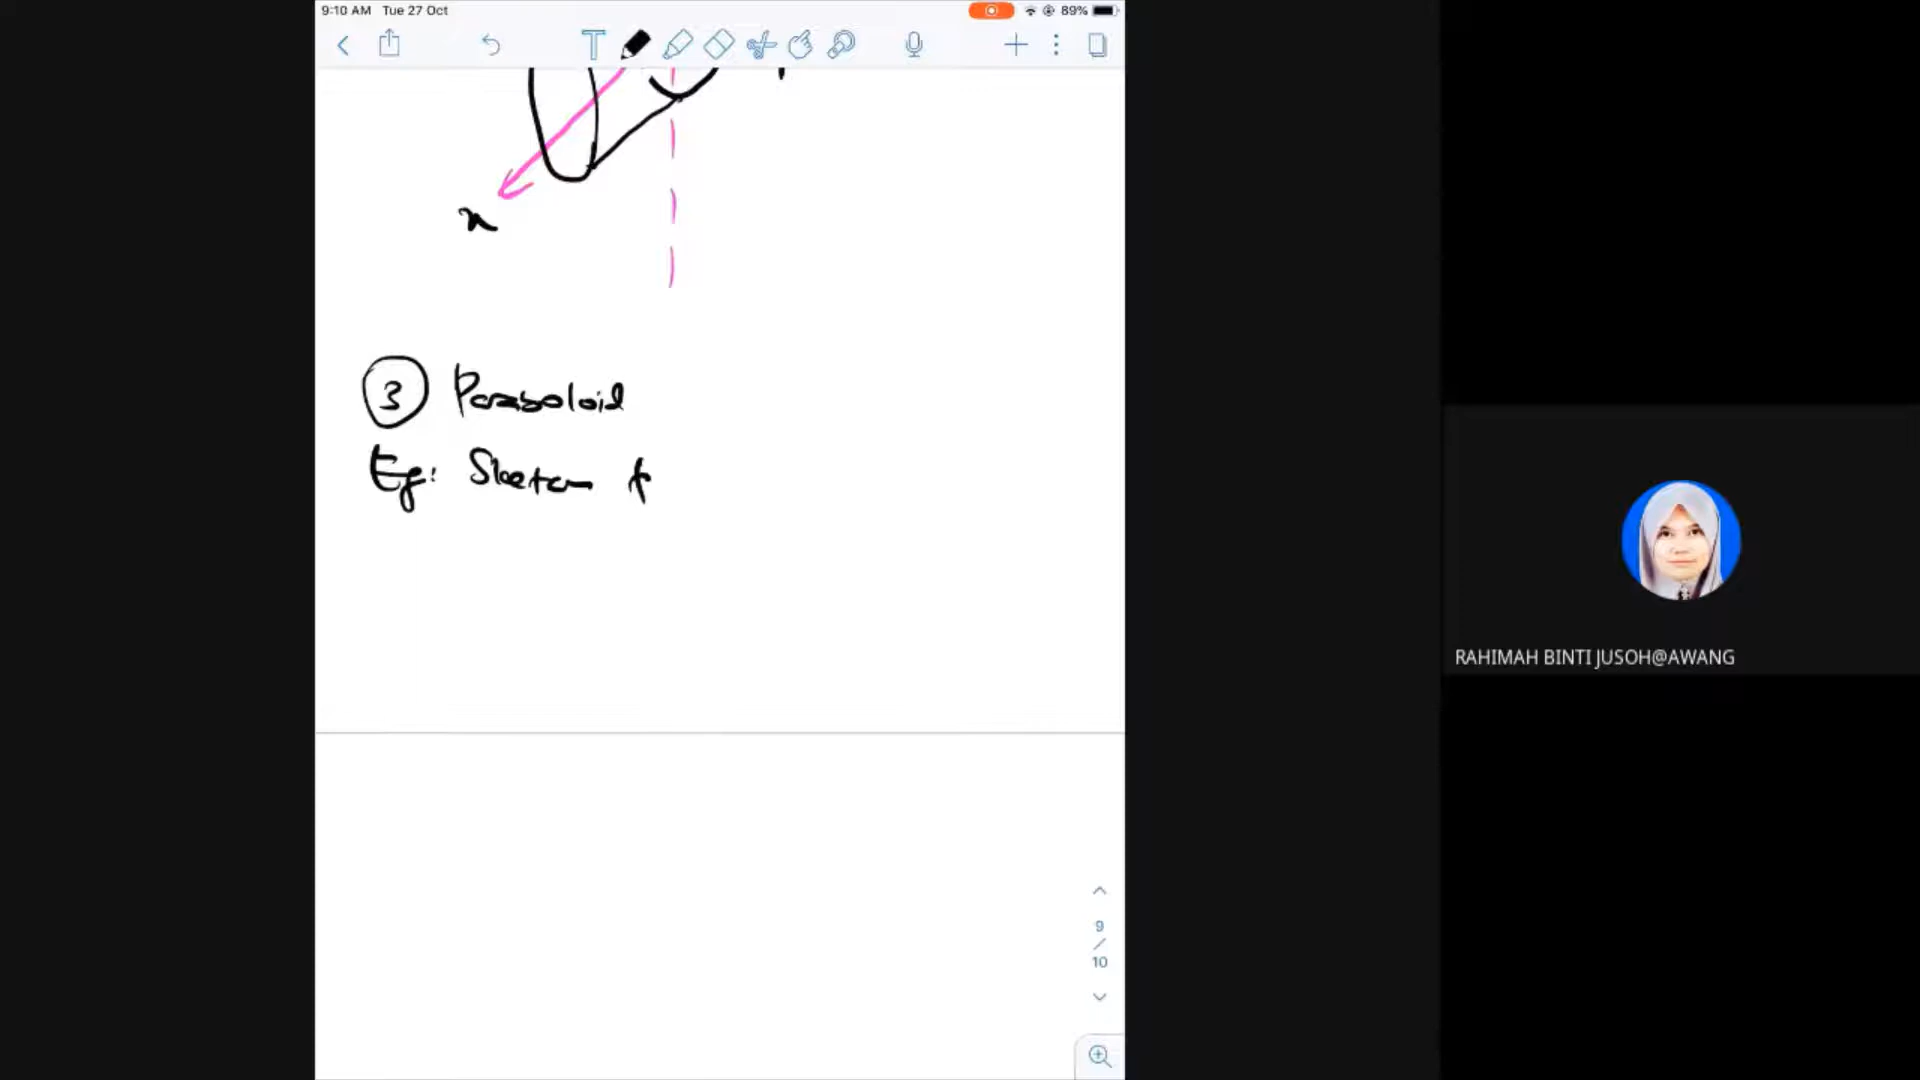 9:10 AM Tue 27 Oct
89%
x
3 Paraboloid
Eg: Sketch f
RAHIMAH BINTI JUSOH@AWANG
9
/
10